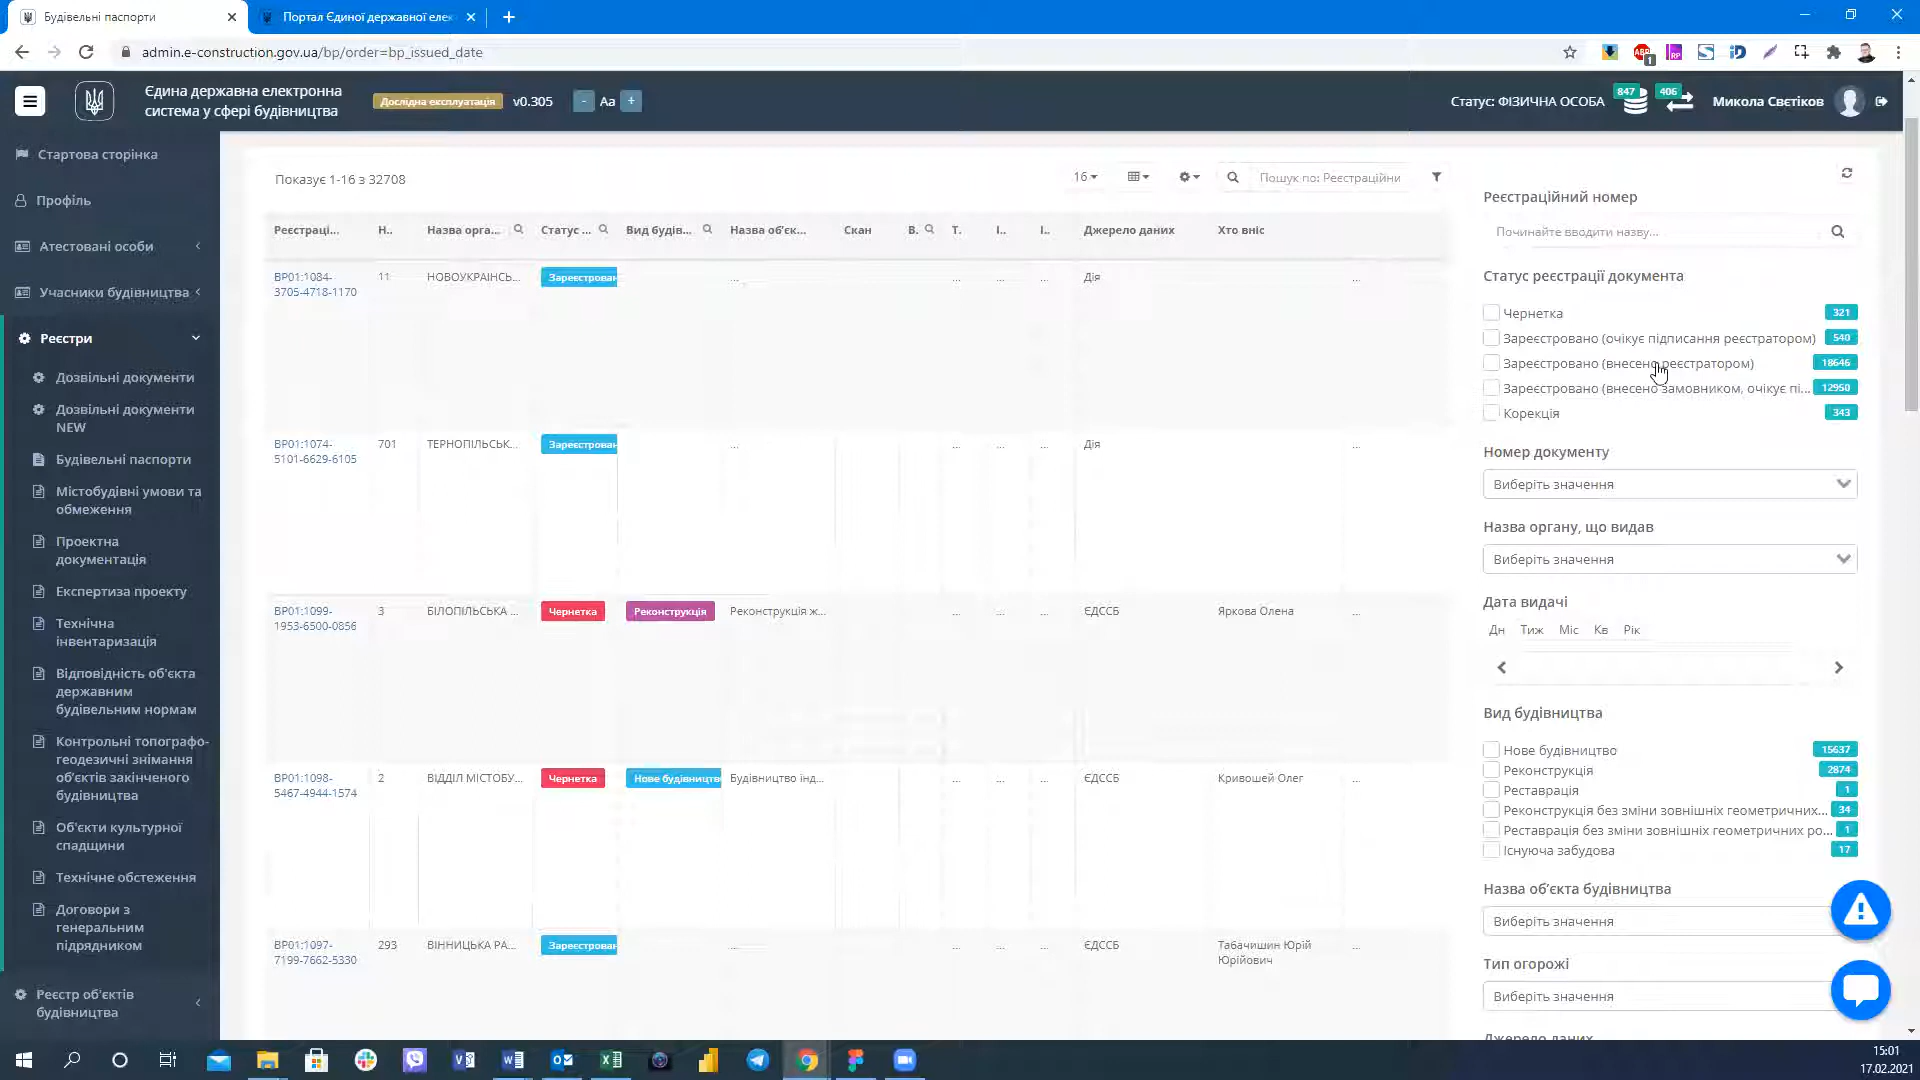 Будівельні паспорти
Портал Єдиної державної елек
admin.e-construction.gov.ua/bp/order=bp_issued_date
Єдина державна електронна
система у сфері будівництва
Дослідна експлуатація
v0.305
- Aa +
Статус: ФІЗИЧНА ОСОБА
847
406
Микола Свєтіков
Стартова сторінка
Профіль
Атестовані особи
Учасники будівництва
Реєстри
Дозвільні документи
Дозвільні документи
NEW
Будівельні паспорти
Містобудівні умови та
обмеження
Проектна
документація
Експертиза проекту
Технічна
інвентаризація
Відповідність об'єкта
державним
будівельним нормам
Контрольні топографо-
геодезичні знімання
об'єктів закінченого
будівництва
Об'єкти культурної
спадщини
Технічне обстеження
Договори з
генеральним
підрядником
Реєстр об'єктів
будівництва
Показує 1-16 з 32708
16
Пошук по: Реєстраційни
Реєстраці... Н.. Назва орга... Статус ... Вид будів... Назва об'єк... Скан В. Т. І.. І.. Джерело даних Хто вніс
BP01:1084-
3705-4718-1170
11 НОВОУКРАЇНСЬ... Зареєстрован ... ... ... ... Дія ...
BP01:1074-
5101-6629-6105
701 ТЕРНОПІЛЬСЬК... Зареєстрован ... ... ... ... Дія ...
BP01:1099-
1953-6500-0856
3 БІЛОПІЛЬСЬКА ... Чернетка Реконструкція Реконструкція ж... ... ... ... ЄДССБ Яркова Олена ...
BP01:1098-
5467-4944-1574
2 ВІДДІЛ МІСТОБУ... Чернетка Нове будівництв Будівництво інд... ... ... ... ЄДССБ Кривошей Олег ...
BP01:1097-
7199-7662-5330
293 ВІННИЦЬКА РА... Зареєстрован ... ... ... ... ЄДССБ Табачишин Юрій
Юрійович
...
Реєстраційний номер
Починайте вводити назву...
Статус реєстрації документа
Чернетка 321
Зареєстровано (очікує підписання реєстратором) 540
Зареєстровано (внесено реєстратором) 18646
Зареєстровано (внесено замовником, очікує пі... 12950
Корекція 343
Номер документу
Виберіть значення
Назва органу, що видав
Виберіть значення
Дата видачі
Дн Тиж Міс Кв Рік
Вид будівництва
Нове будівництво 15637
Реконструкція 2874
Реставрація 1
Реконструкція без зміни зовнішніх геометричних... 34
Реставрація без зміни зовнішніх геометричних ро... 1
Існуюча забудова 17
Назва об'єкта будівництва
Виберіть значення
Тип огорожі
Виберіть значення
Джерело даних
15:01
17.02.2021